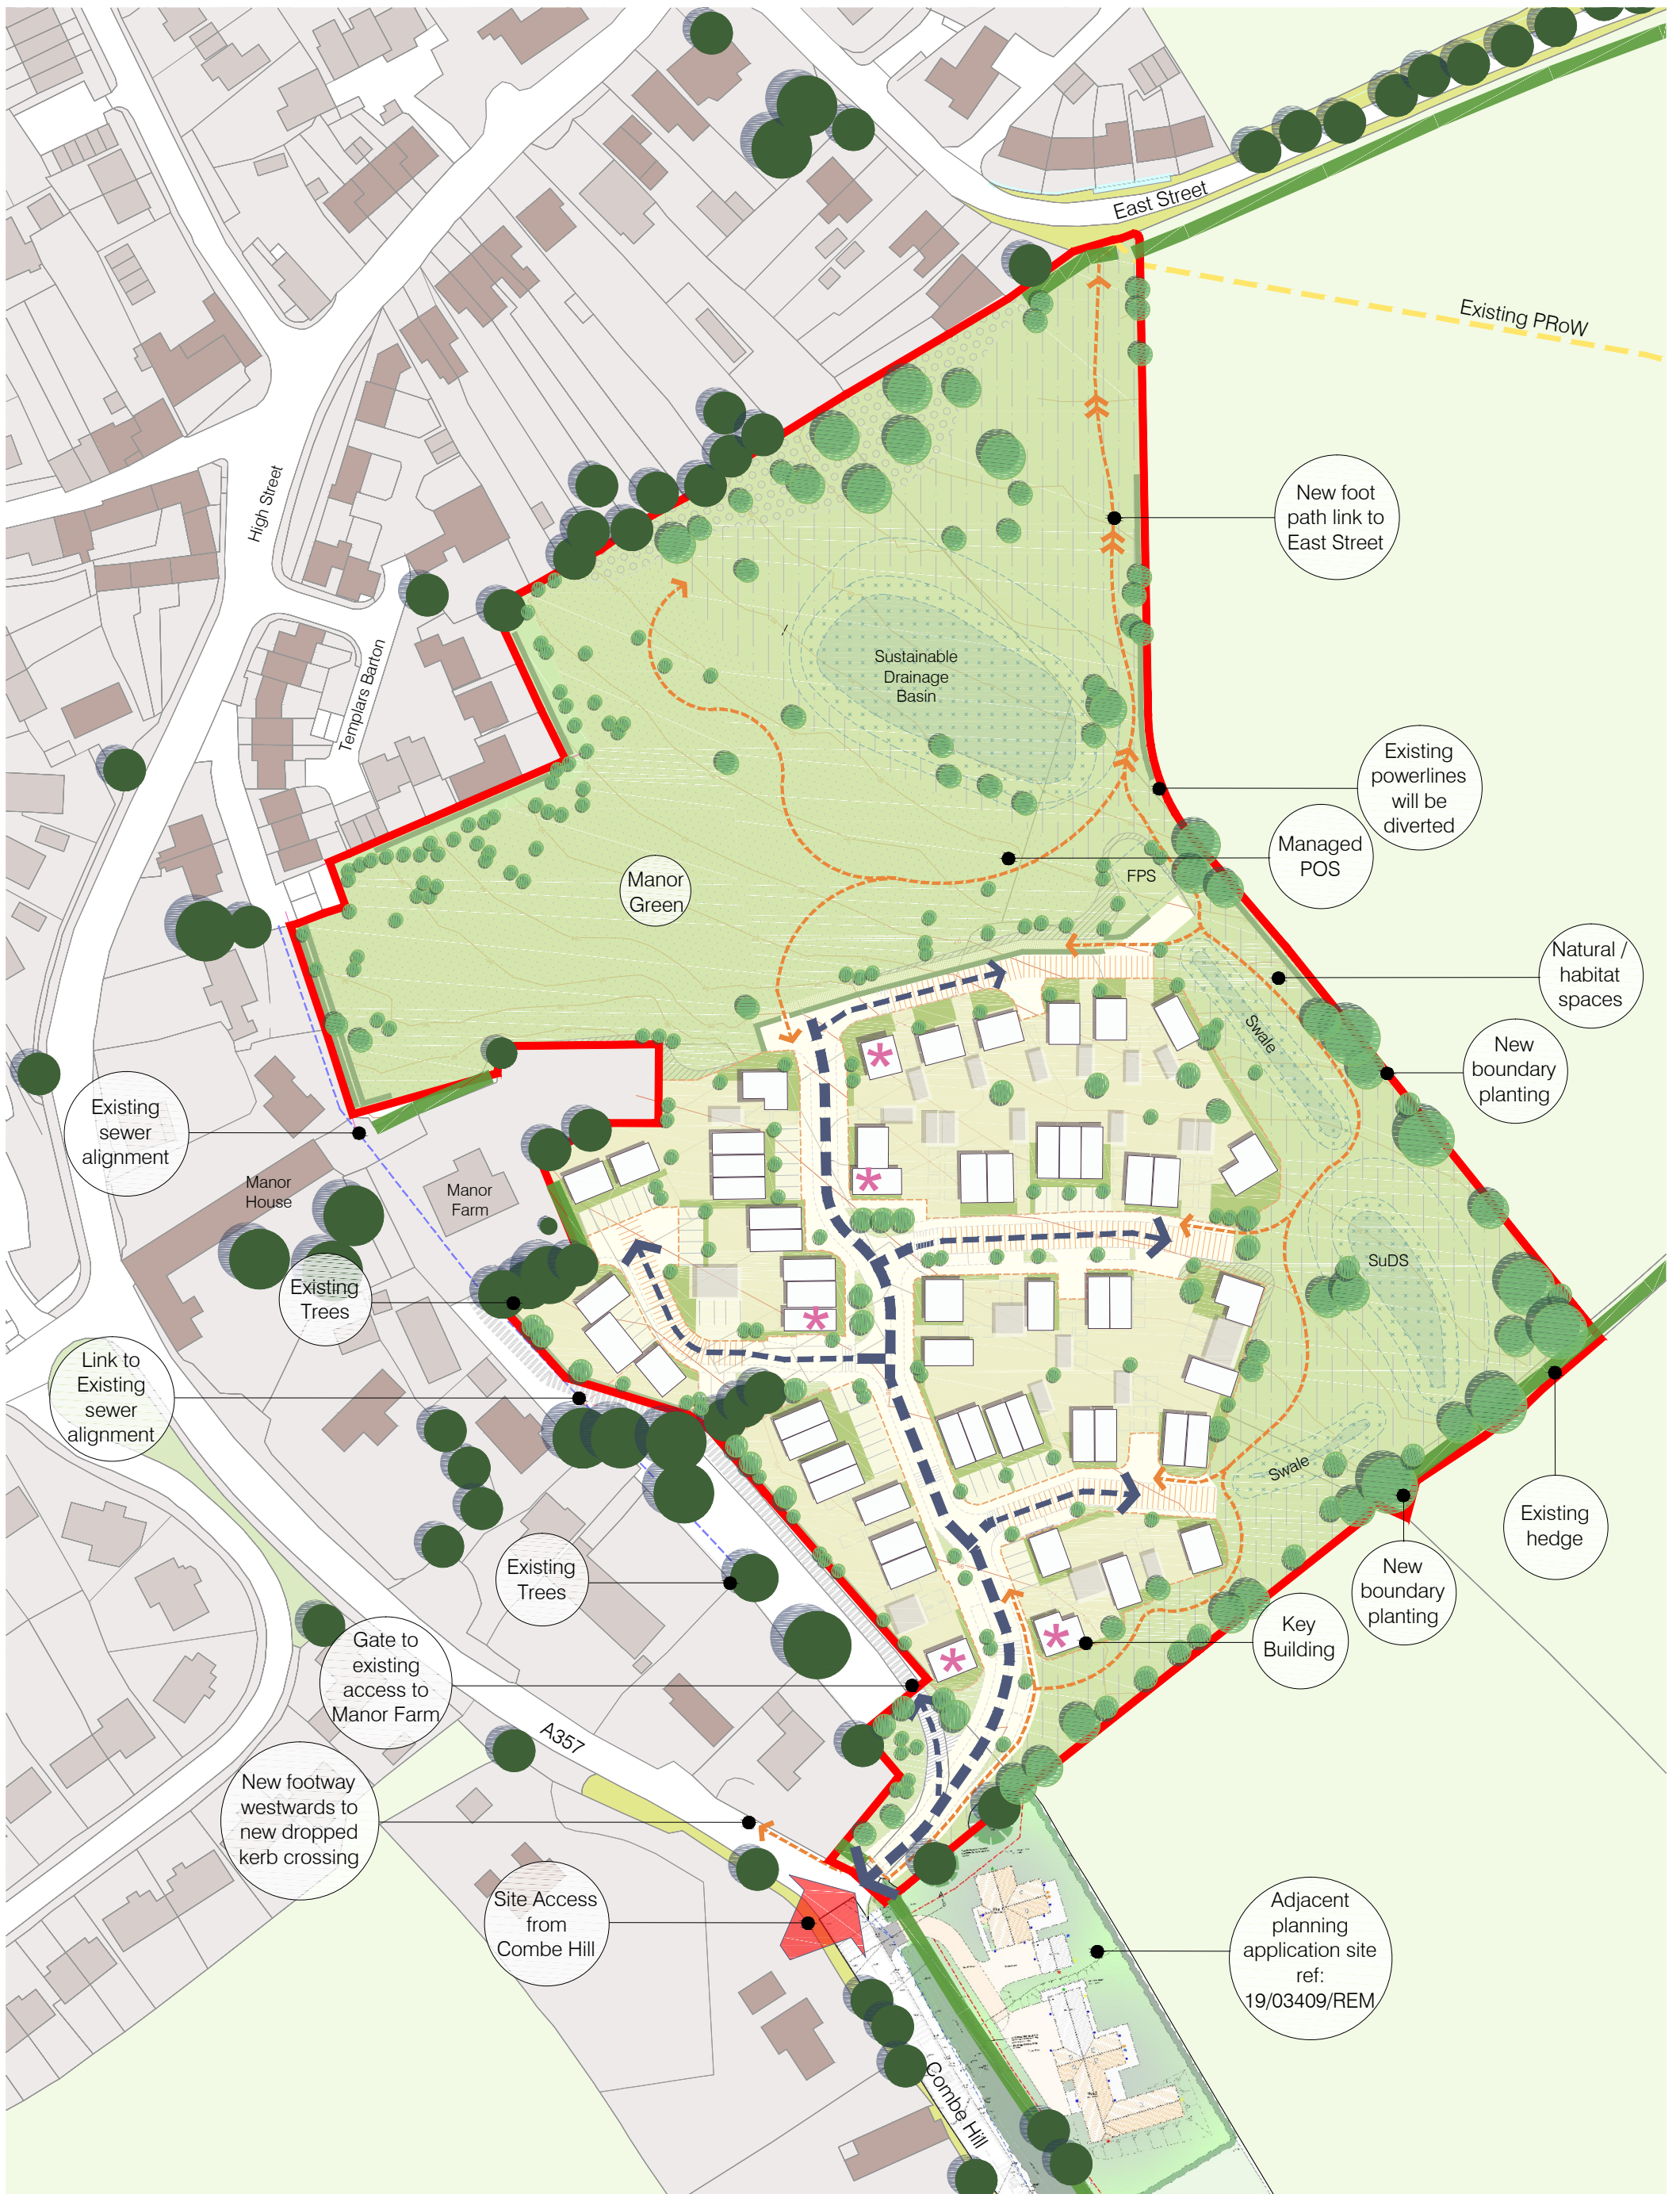 East Street
Existing PRoW
High Street
New foot
path link to
East Street
Templars Barton
Sustainable
Drainage
Basin
Existing
powerlines
will be
diverted
Managed
POS
FPS
Manor
Green
Natural /
habitat
spaces
Swale
New
boundary
planting
Existing
sewer
alignment
Manor
House
Manor
Farm
SuDS
Existing
Trees
Link to
Existing
sewer
alignment
Swale
Existing
hedge
Existing
Trees
New
boundary
planting
Key
Building
Gate to
existing
access to
Manor Farm
A357
New footway
westwards to
new dropped
kerb crossing
Site Access
from
Combe Hill
Adjacent
planning
application site
ref:
19/03409/REM
Combe Hill